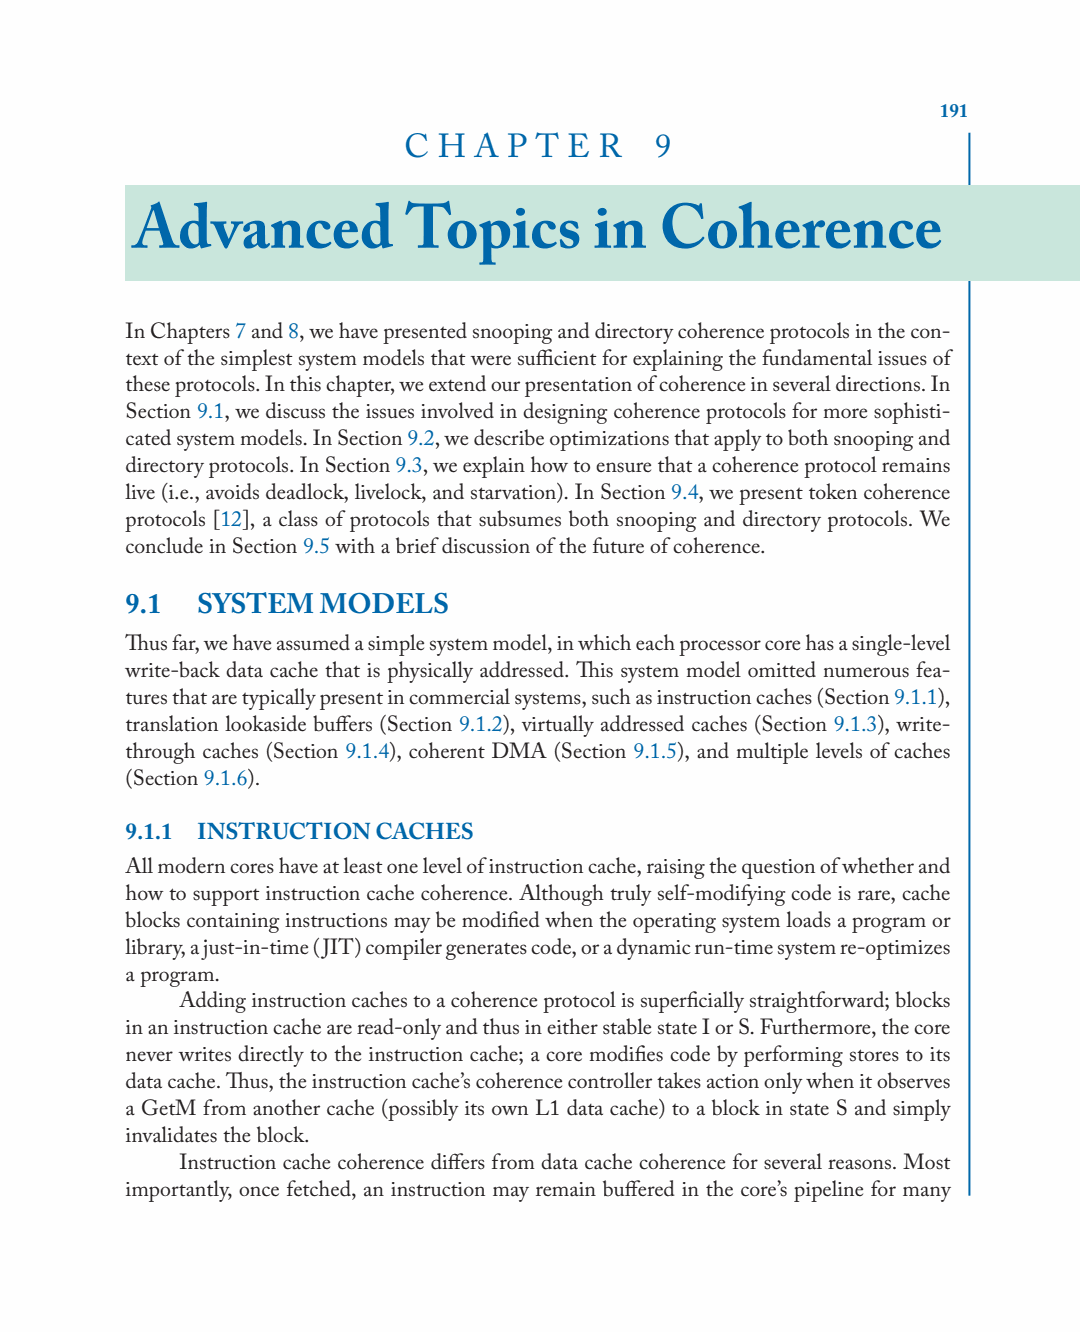 191
CHAPTER 9
Advanced Topics in Coherence
In Chapters 7 and 8, we have presented snooping and directory coherence protocols in the con-
text of the simplest system models that were sufficient for explaining the fundamental issues of
these protocols. In this chapter, we extend our presentation of coherence in several directions. In
Section 9.1, we discuss the issues involved in designing coherence protocols for more sophisti-
cated system models. In Section 9.2, we describe optimizations that apply to both snooping and
directory protocols. In Section 9.3, we explain how to ensure that a coherence protocol remains
live (i.e., avoids deadlock, livelock, and starvation). In Section 9.4, we present token coherence
protocols [12], a class of protocols that subsumes both snooping and directory protocols. We
conclude in Section 9.5 with a brief discussion of the future of coherence.
9.1 SYSTEM MODELS
Thus far, we have assumed a simple system model, in which each processor core has a single-level
write-back data cache that is physically addressed. This system model omitted numerous fea-
tures that are typically present in commercial systems, such as instruction caches (Section 9.1.1),
translation lookaside buffers (Section 9.1.2), virtually addressed caches (Section 9.1.3), write-
through caches (Section 9.1.4), coherent DMA (Section 9.1.5), and multiple levels of caches
(Section 9.1.6).
9.1.1 INSTRUCTION CACHES
All modern cores have at least one level of instruction cache, raising the question of whether and
how to support instruction cache coherence. Although truly self-modifying code is rare, cache
blocks containing instructions may be modified when the operating system loads a program or
library, a just-in-time (JIT) compiler generates code, or a dynamic run-time system re-optimizes
a program.
Adding instruction caches to a coherence protocol is superficially straightforward; blocks
in an instruction cache are read-only and thus in either stable state I or S. Furthermore, the core
never writes directly to the instruction cache; a core modifies code by performing stores to its
data cache. Thus, the instruction cache's coherence controller takes action only when it observes
a GetM from another cache (possibly its own L1 data cache) to a block in state S and simply
invalidates the block.
Instruction cache coherence differs from data cache coherence for several reasons. Most
importantly, once fetched, an instruction may remain buffered in the core's pipeline for many